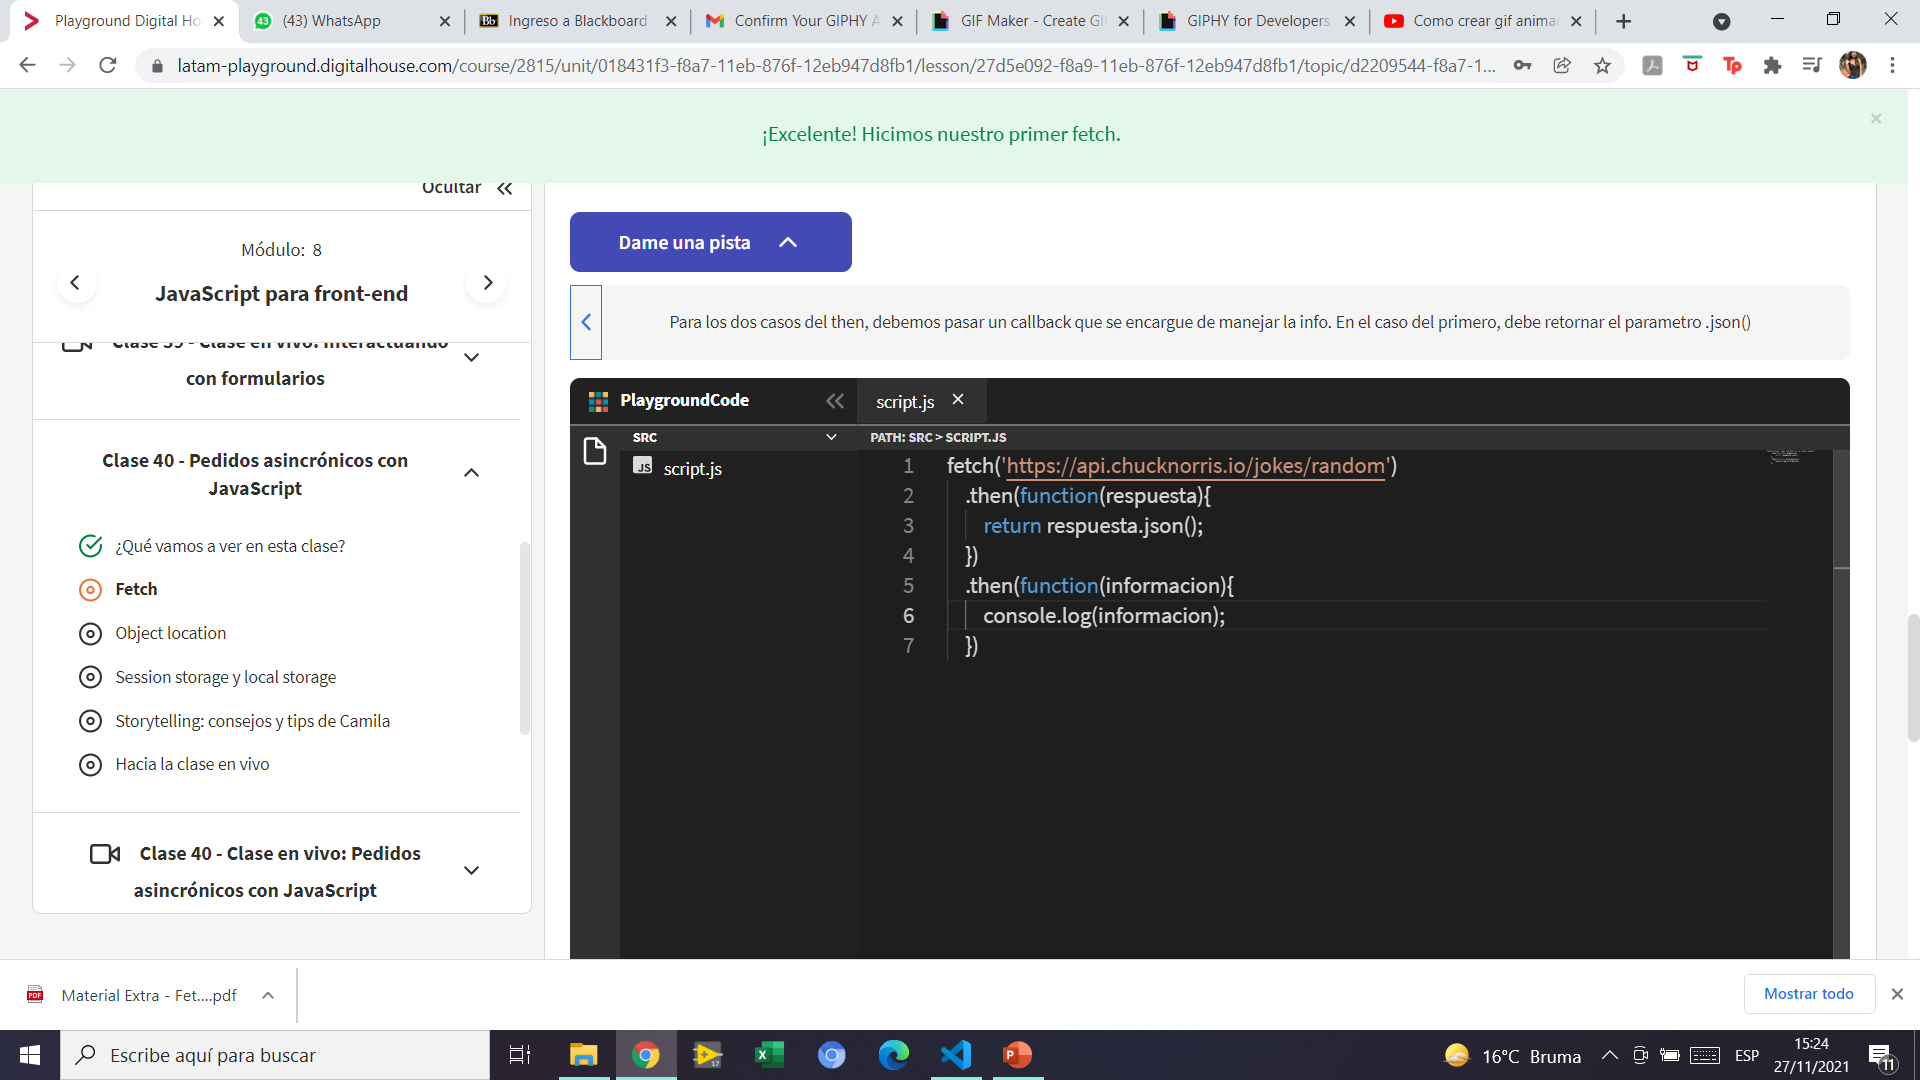 Playground Digital Ho
(43) WhatsApp
Ingreso a Blackboard
Confirm Your GIPHY A
GIF Maker - Create GI
GIPHY for Developers
Como crear gif anima
latam-playground.digitalhouse.com/course/2815/unit/018431f3-f8a7-11eb-876f-12eb947d8fb1/lesson/27d5e092-f8a9-11eb-876f-12eb947d8fb1/topic/d2209544-f8a7-1...
¡Excelente! Hicimos nuestro primer fetch.
Ocultar
Módulo: 8
JavaScript para front-end
Clase 39 - Clase en vivo: Interactuando
con formularios
Clase 40 - Pedidos asincrónicos con
JavaScript
¿Qué vamos a ver en esta clase?
Fetch
Object location
Session storage y local storage
Storytelling: consejos y tips de Camila
Hacia la clase en vivo
Clase 40 - Clase en vivo: Pedidos
asincrónicos con JavaScript
Dame una pista
Para los dos casos del then, debemos pasar un callback que se encargue de manejar la info. En el caso del primero, debe retornar el parametro .json()
PlaygroundCode
script.js
SRC
JS script.js
PATH: SRC > SCRIPT.JS
1 fetch('https://api.chucknorris.io/jokes/random')
2 .then(function(respuesta){
3 return respuesta.json();
4 })
5 .then(function(informacion){
6 console.log(informacion);
7 })
PDF Material Extra - Fet....pdf
Mostrar todo
Escribe aquí para buscar
16°C Bruma
ESP
15:24
27/11/2021
11